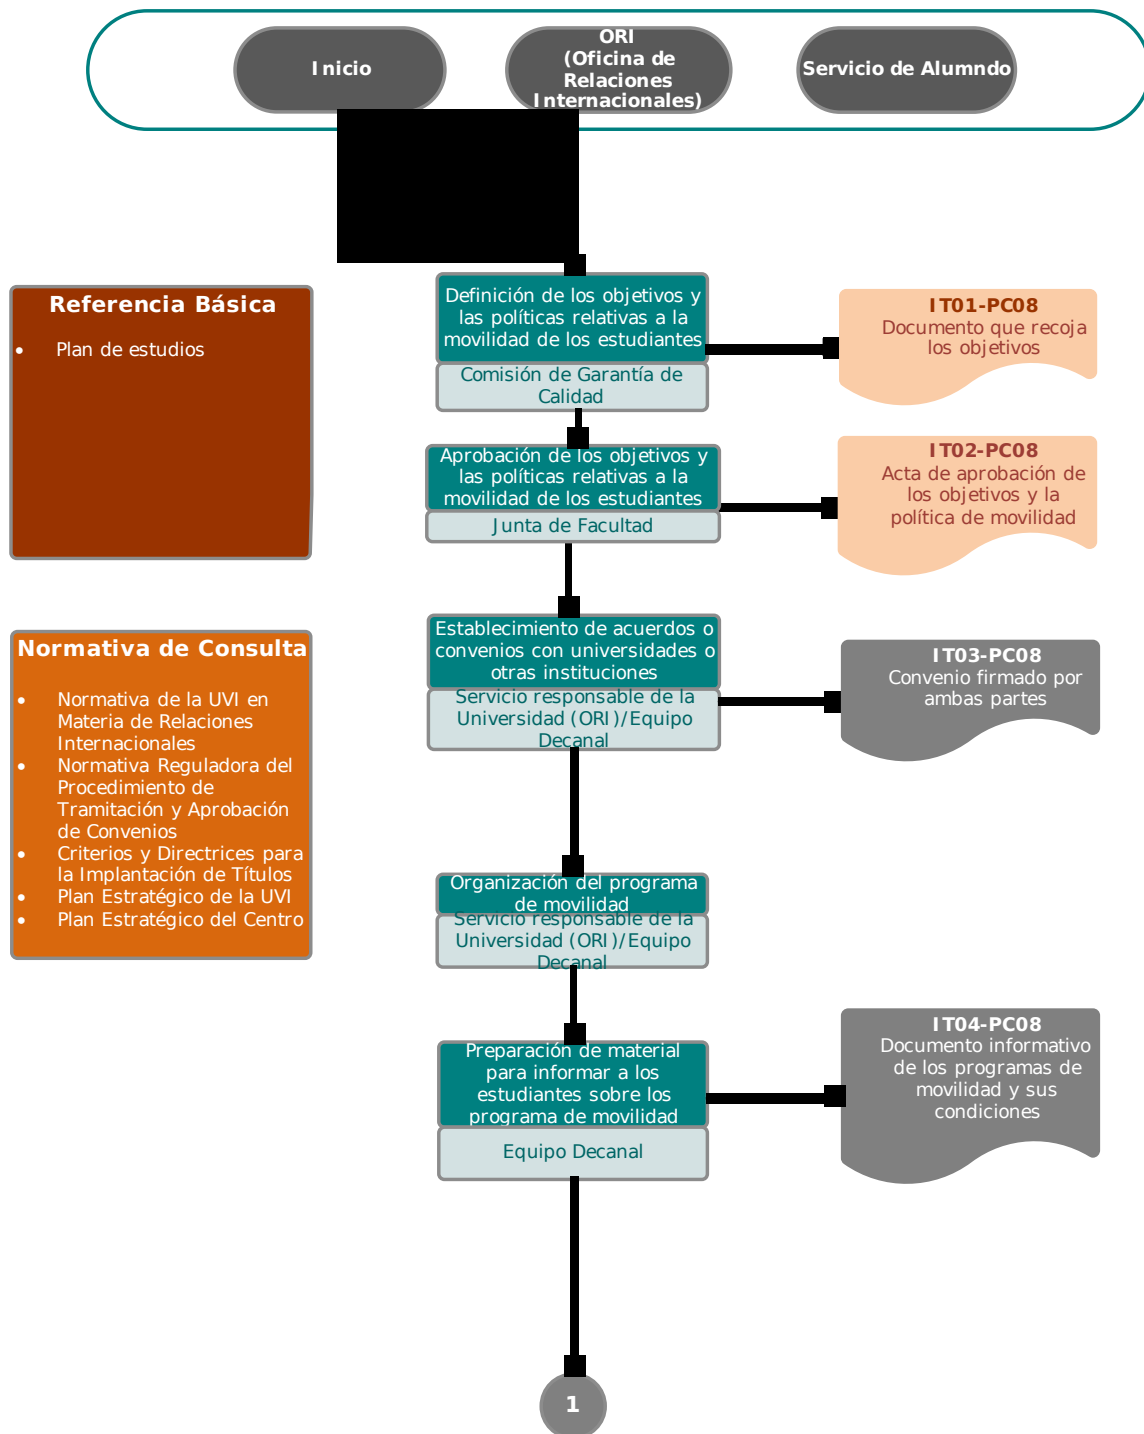 Inicio
ORI
(Oficina de
Relaciones
Internacionales)
Servicio de Alumndo
Referencia Básica
• Plan de estudios
Definición de los objetivos y
las políticas relativas a la
movilidad de los estudiantes
Comisión de Garantía de
Calidad
IT01-PC08
Documento que recoja
los objetivos
Aprobación de los objetivos y
las políticas relativas a la
movilidad de los estudiantes
Junta de Facultad
IT02-PC08
Acta de aprobación de
los objetivos y la
política de movilidad
Normativa de Consulta
• Normativa de la UVI en
Materia de Relaciones
Internacionales
• Normativa Reguladora del
Procedimiento de
Tramitación y Aprobación
de Convenios
• Criterios y Directrices para
la Implantación de Títulos
• Plan Estratégico de la UVI
• Plan Estratégico del Centro
Establecimiento de acuerdos o
convenios con universidades o
otras instituciones
Servicio responsable de la
Universidad (ORI)/Equipo
Decanal
IT03-PC08
Convenio firmado por
ambas partes
Organización del programa
de movilidad
Servicio responsable de la
Universidad (ORI)/Equipo
Decanal
Preparación de material
para informar a los
estudiantes sobre los
programa de movilidad
Equipo Decanal
IT04-PC08
Documento informativo
de los programas de
movilidad y sus
condiciones
1